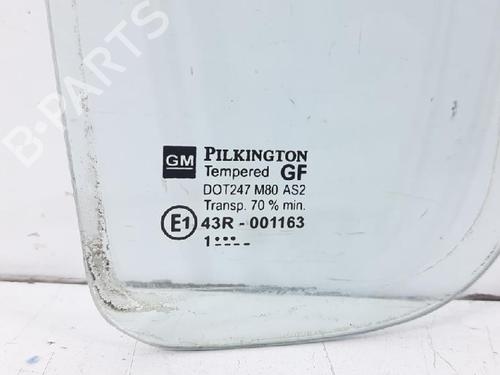 B-PARTS
GM PILKINGTON
Tempered GF
DOT247 M80 AS2
Transp. 70 % min.
E1 43R - 001163